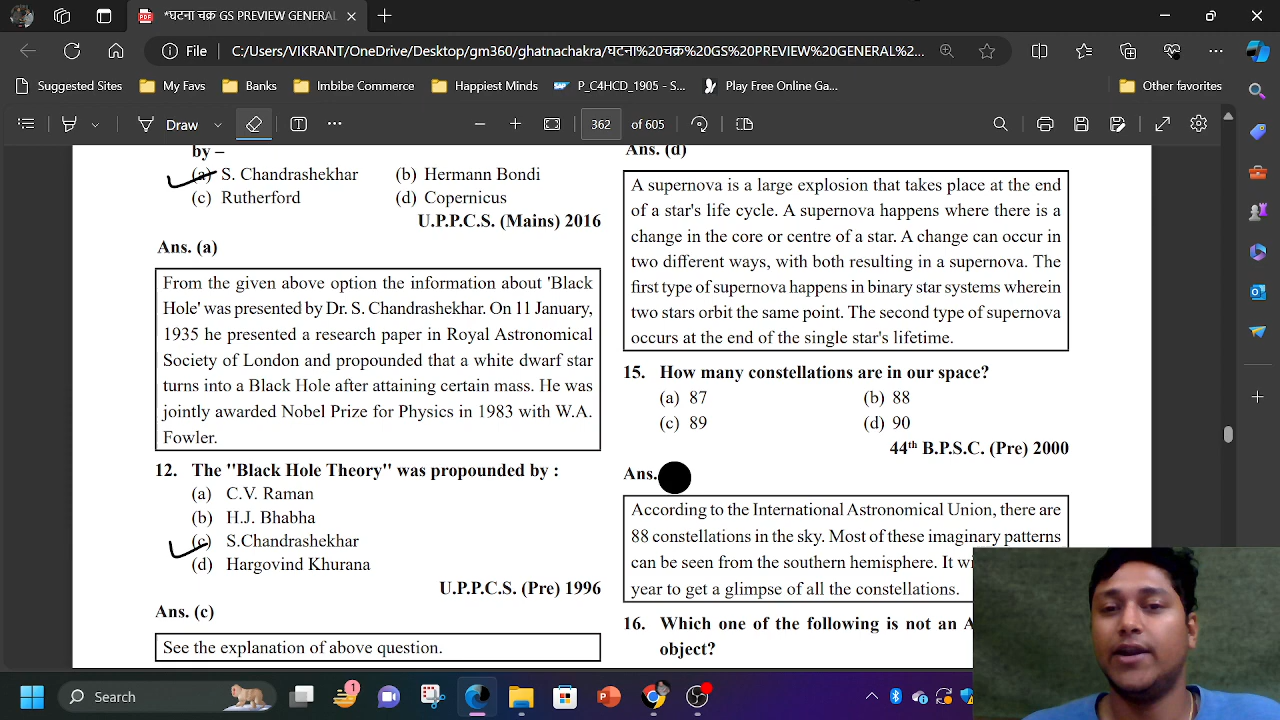 *घटना चक्र GS PREVIEW GENERAL
File
C:/Users/VIKRANT/OneDrive/Desktop/gm360/ghatnachakra/घटना%20चक्र%20GS%20PREVIEW%20GENERAL%2...
Suggested Sites
My Favs
Banks
Imbibe Commerce
Happiest Minds
P_C4HCD_1905 - S...
Play Free Online Ga...
Other favorites
Draw
362 of 605
by –
(a) S. Chandrashekhar (b) Hermann Bondi
(c) Rutherford (d) Copernicus
U.P.P.C.S. (Mains) 2016
Ans. (a)
From the given above option the information about 'Black
Hole' was presented by Dr. S. Chandrashekhar. On 11 January,
1935 he presented a research paper in Royal Astronomical
Society of London and propounded that a white dwarf star
turns into a Black Hole after attaining certain mass. He was
jointly awarded Nobel Prize for Physics in 1983 with W.A.
Fowler.
12. The "Black Hole Theory" was propounded by :
(a) C.V. Raman
(b) H.J. Bhabha
(c) S.Chandrashekhar
(d) Hargovind Khurana
U.P.P.C.S. (Pre) 1996
Ans. (c)
See the explanation of above question.
Ans. (d)
A supernova is a large explosion that takes place at the end
of a star's life cycle. A supernova happens where there is a
change in the core or centre of a star. A change can occur in
two different ways, with both resulting in a supernova. The
first type of supernova happens in binary star systems wherein
two stars orbit the same point. The second type of supernova
occurs at the end of the single star's lifetime.
15. How many constellations are in our space?
(a) 87 (b) 88
(c) 89 (d) 90
44th B.P.S.C. (Pre) 2000
Ans.
According to the International Astronomical Union, there are
88 constellations in the sky. Most of these imaginary patterns
can be seen from the southern hemisphere. It
year to get a glimpse of all the constellations.
16. Which one of the following is not an
object?
Search
1